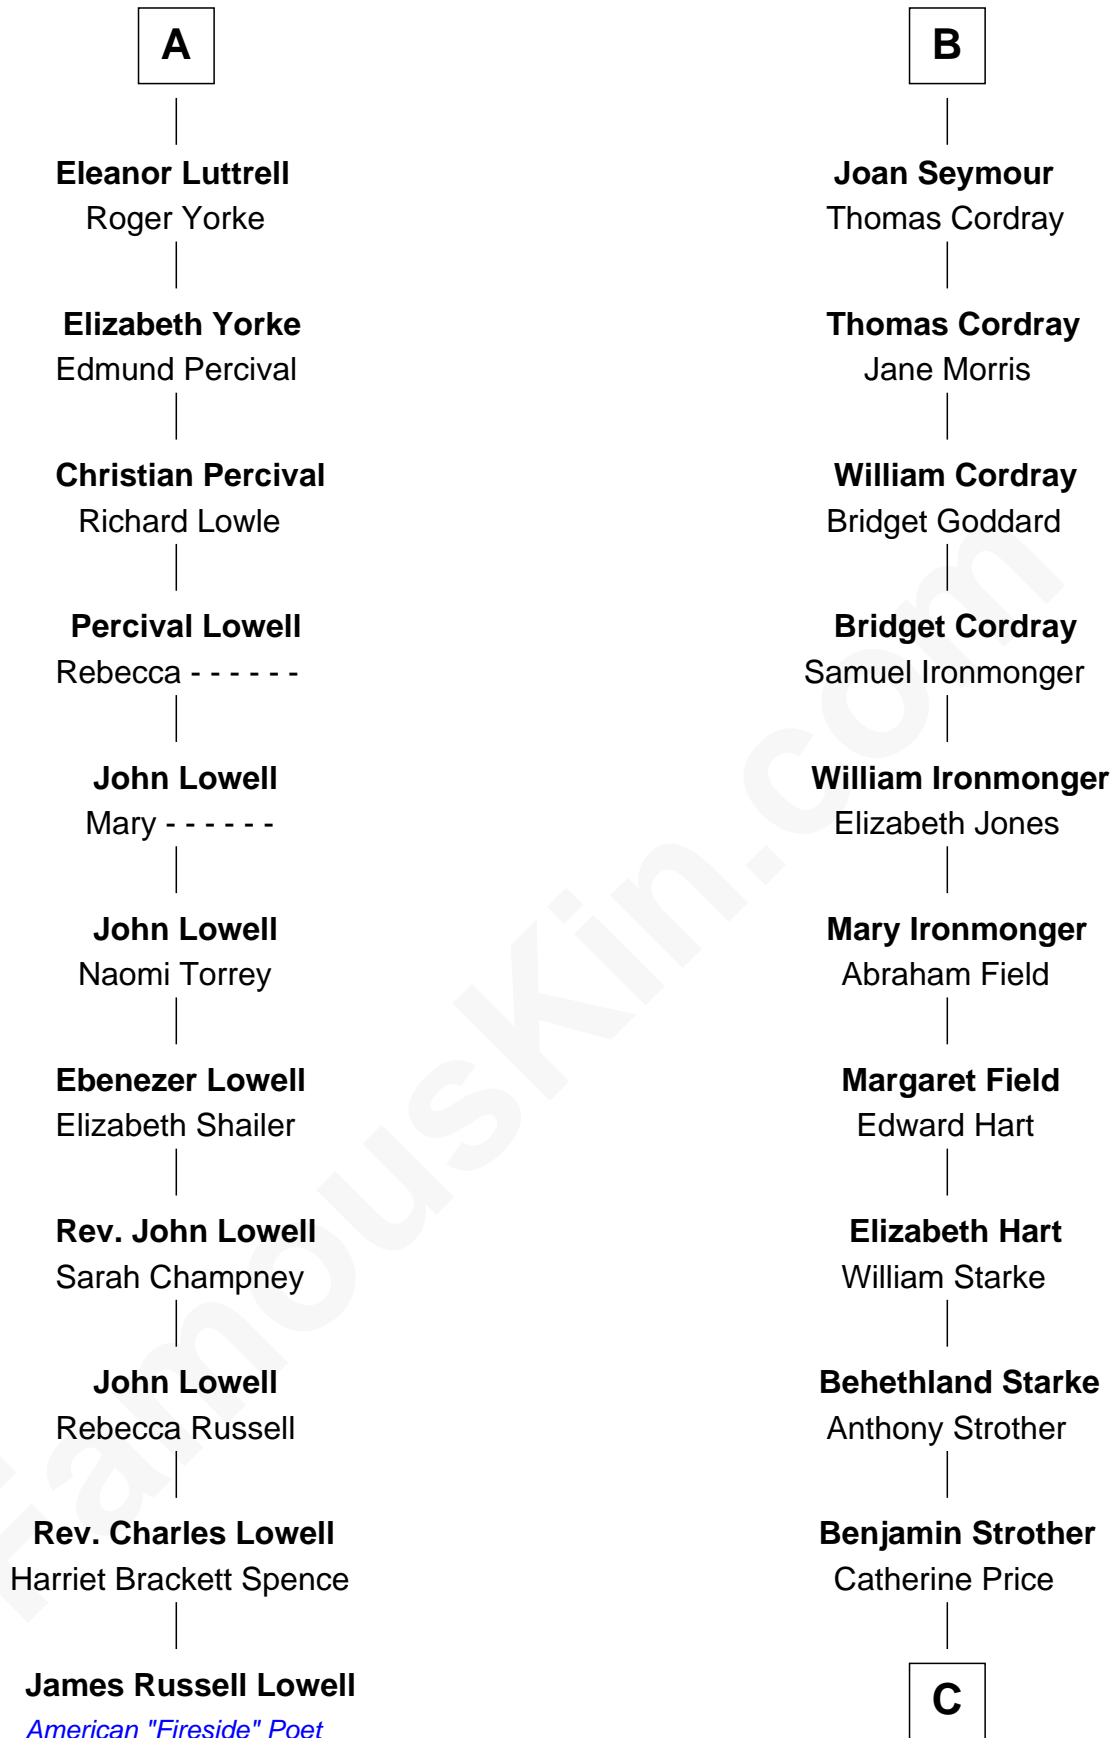 A
Eleanor Luttrell
Roger Yorke
Elizabeth Yorke
Edmund Percival
Christian Percival
Richard Lowle
Percival Lowell
Rebecca - - - - - -
John Lowell
Mary - - - - - -
John Lowell
Naomi Torrey
Ebenezer Lowell
Elizabeth Shailer
Rev. John Lowell
Sarah Champney
John Lowell
Rebecca Russell
Rev. Charles Lowell
Harriet Brackett Spence
James Russell Lowell
American "Fireside" Poet
B
Joan Seymour
Thomas Cordray
Thomas Cordray
Jane Morris
William Cordray
Bridget Goddard
Bridget Cordray
Samuel Ironmonger
William Ironmonger
Elizabeth Jones
Mary Ironmonger
Abraham Field
Margaret Field
Edward Hart
Elizabeth Hart
William Starke
Behethland Starke
Anthony Strother
Benjamin Strother
Catherine Price
C
FamousKin.com